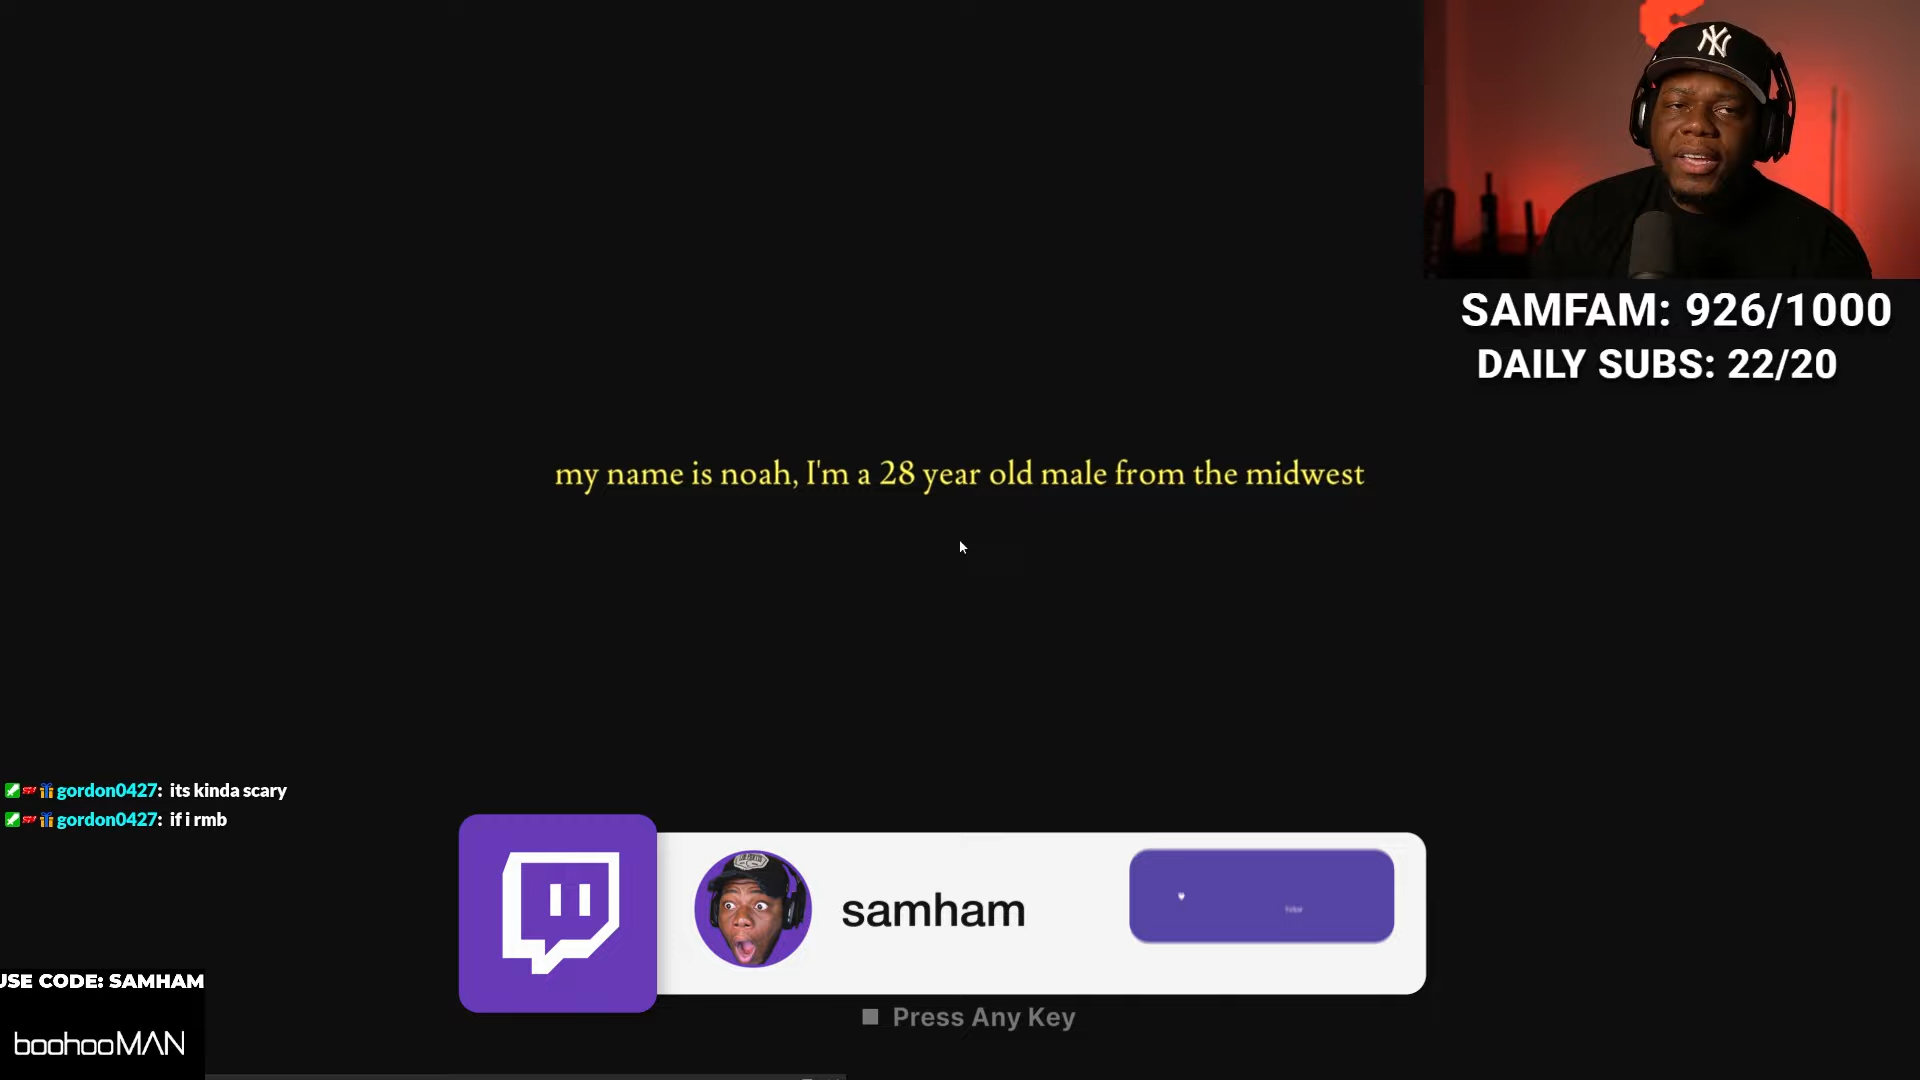 NY
SAMFAM: 926/1000
DAILY SUBS: 22/20
my name is noah, I'm a 28 year old male from the midwest
gordon0427: its kinda scary
gordon0427: if i rmb
samham
USE CODE: SAMHAM
boohooMAN
Press Any Key